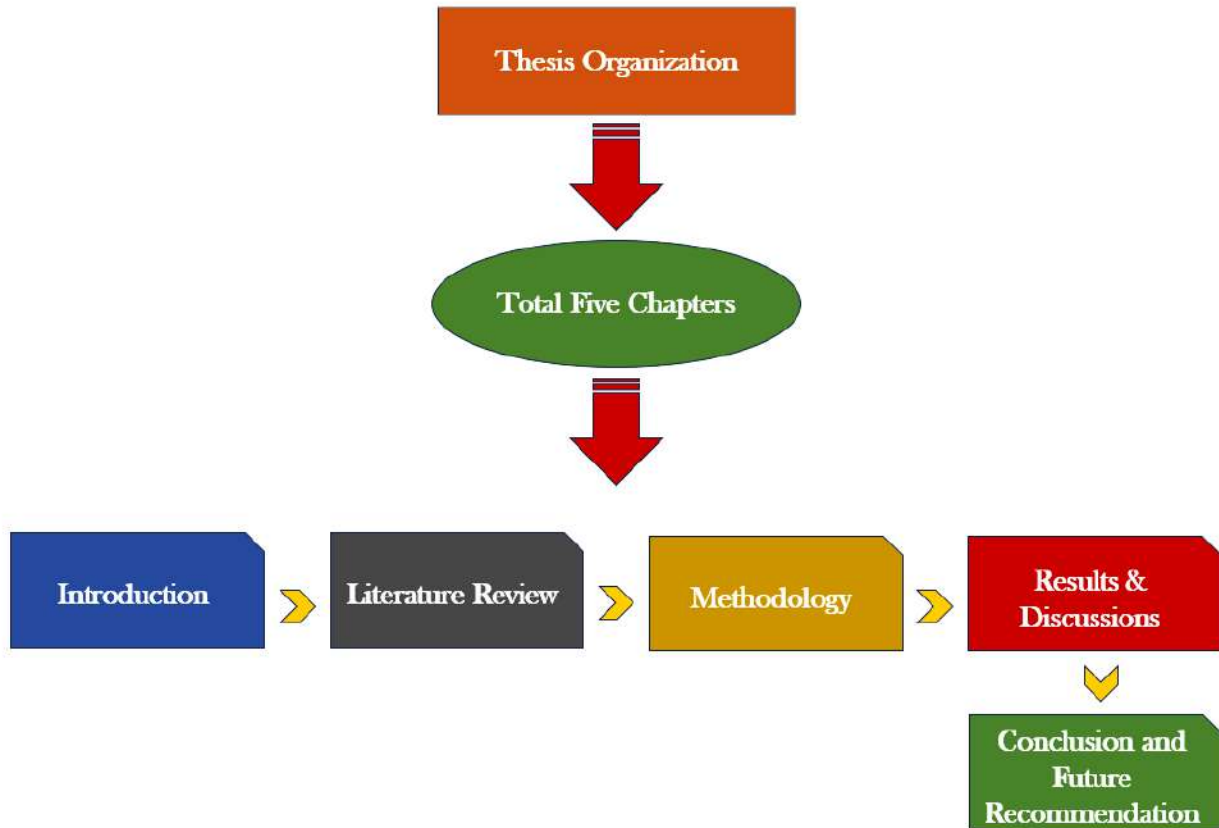 Thesis Organization
Total Five Chapters
Introduction
Literature Review
Methodology
Results &
Discussions
Conclusion and
Future
Recommendation